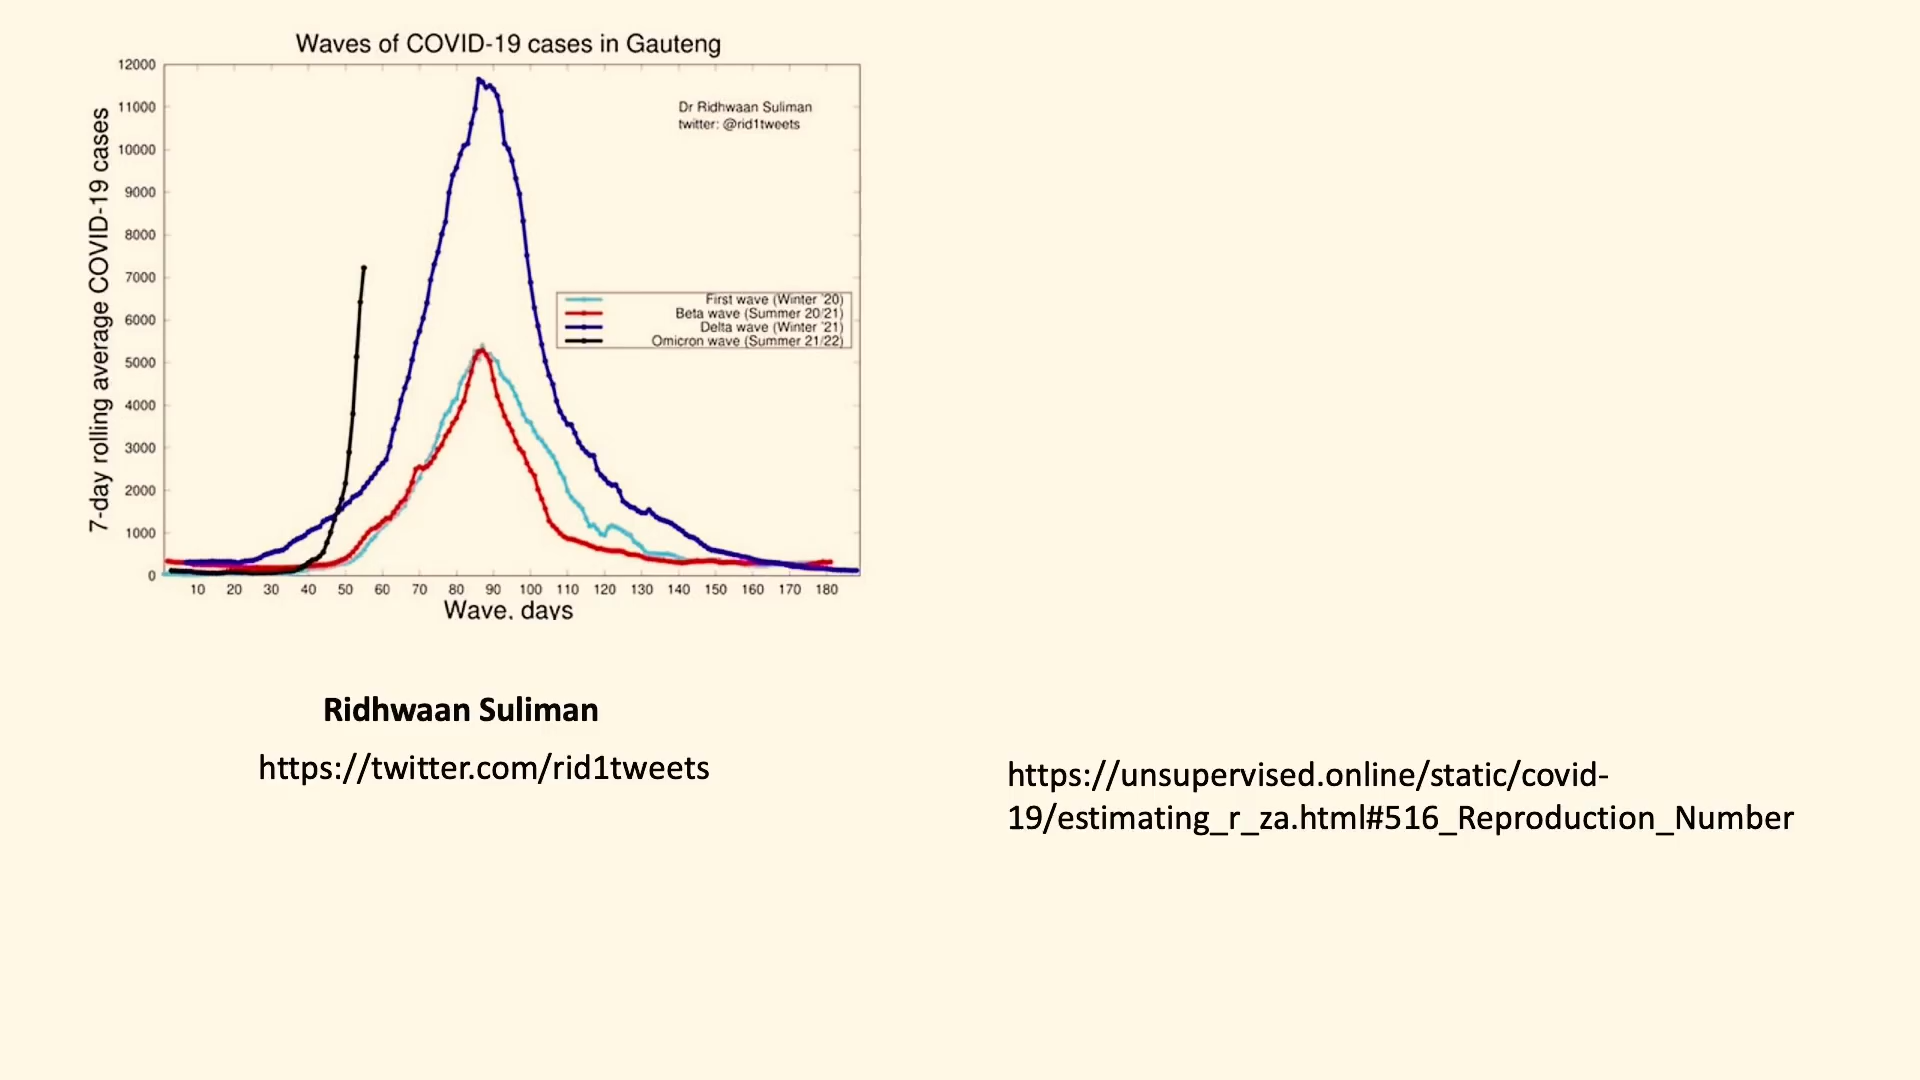 Waves of COVID-19 cases in Gauteng
12000
11000
10000
9000
8000
7000
6000
5000
4000
3000
2000
1000
0
7-day rolling average COVID-19 cases
Dr Ridhwaan Suliman
twitter: @rid1tweets
First wave (Winter '20)
Beta wave (Summer 20/21)
Delta wave (Winter '21)
Omicron wave (Summer 21/22)
10 20 30 40 50 60 70 80 90 100 110 120 130 140 150 160 170 180
Wave, days
Ridhwaan Suliman
https://twitter.com/rid1tweets
https://unsupervised.online/static/covid-
19/estimating_r_za.html#516_Reproduction_Number